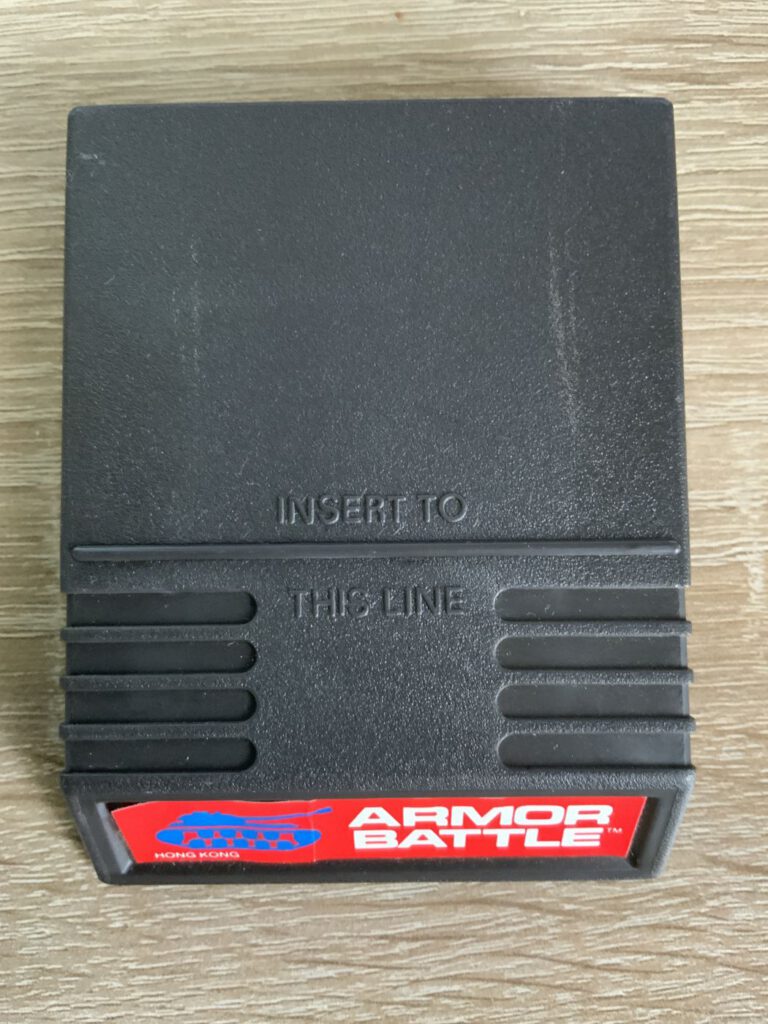 INSERT TO
THIS LINE
ARMOR
BATTLE™
HONG KONG